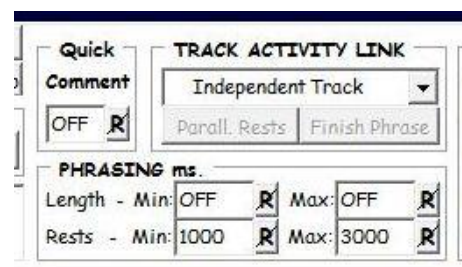 Quick
Comment
OFF R
TRACK ACTIVITY LINK
Independent Track
Parall. Rests Finish Phrase
PHRASING ms.
Length - Min: OFF R Max: OFF R
Rests - Min: 1000 R Max: 3000 R